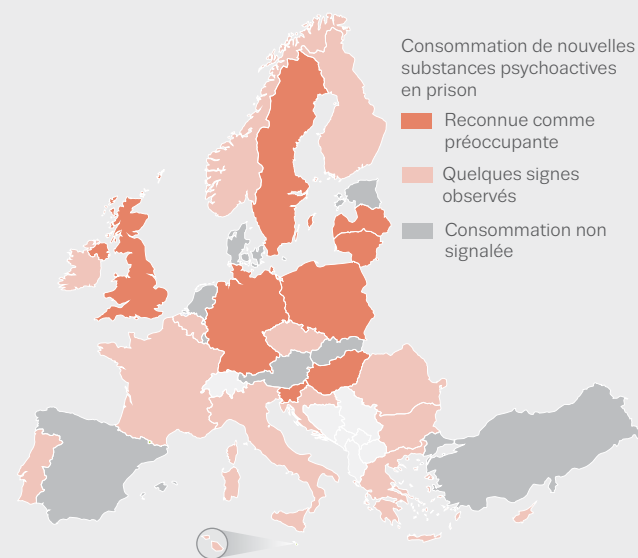 Consommation de nouvelles
substances psychoactives
en prison
Reconnue comme
préoccupante
Quelques signes
observés
Consommation non
signalée